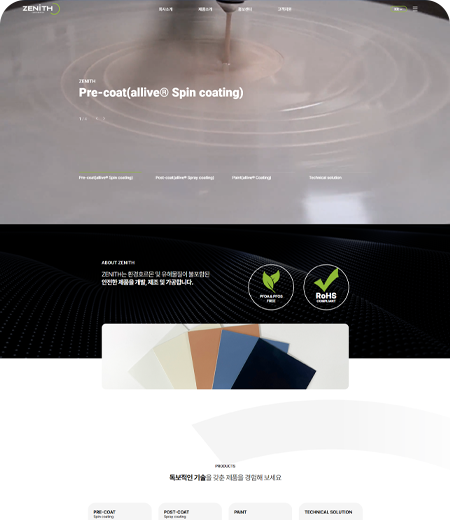 ZENITH
회사소개 제품소개 홍보센터 고객지원
ZENITH
Pre-coat(allive® Spin coating)
Pre-coat(allive® Spin coating) Post-coat(allive® Spray coating) Paint(allive® Coating) Technical solution
ABOUT ZENITH
ZENITH는 환경호르몬 및 유해물질이 불포함된
안전한 제품을 개발, 제조 및 가공합니다.
PFOA & PFOS
FREE
RoHS
COMPLIANT
PRODUCTS
독보적인 기술을 갖춘 제품을 경험해 보세요
PRE-COAT
Spin coating
POST-COAT
Spray coating
PAINT
TECHNICAL SOLUTION